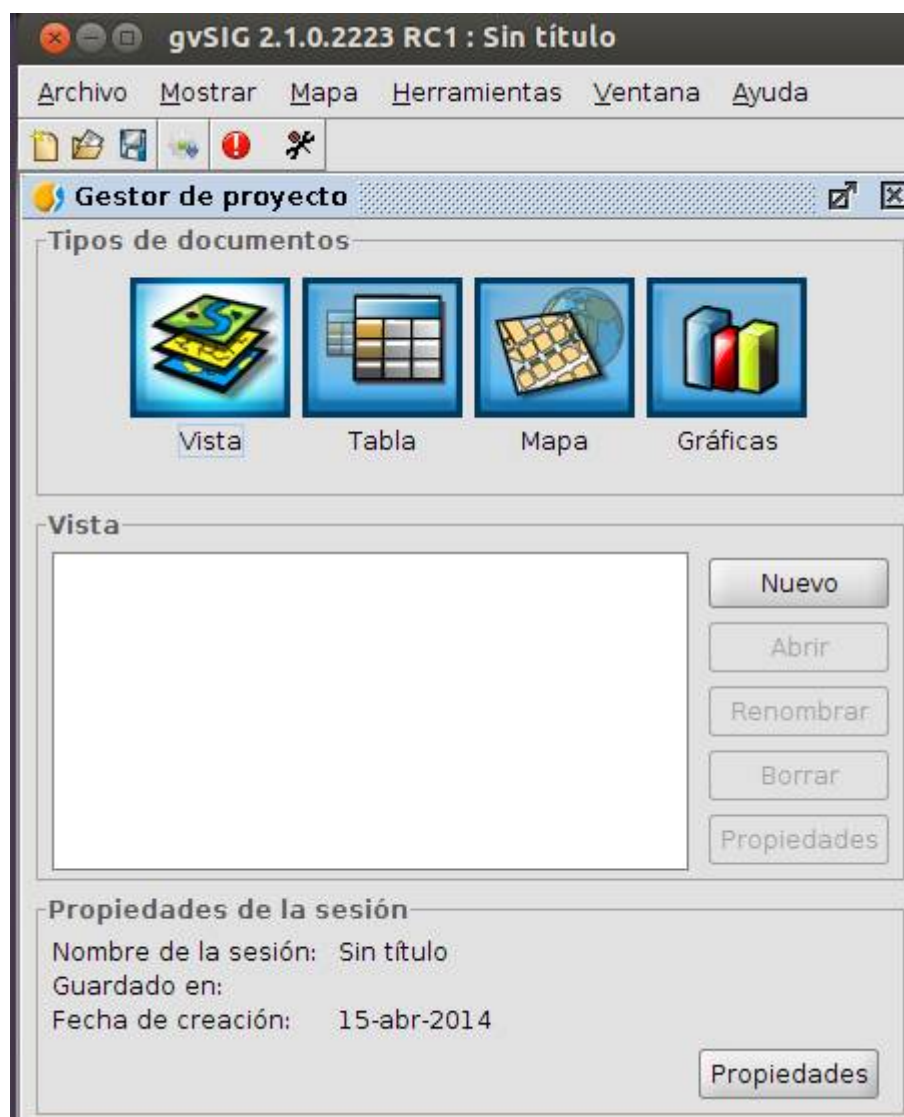 gvSIG 2.1.0.2223 RC1 : Sin título
Archivo Mostrar Mapa Herramientas Ventana Ayuda
Gestor de proyecto
Tipos de documentos
Vista Tabla Mapa Gráficas
Vista
Nuevo
Abrir
Renombrar
Borrar
Propiedades
Propiedades de la sesión
Nombre de la sesión: Sin título
Guardado en:
Fecha de creación: 15-abr-2014
Propiedades